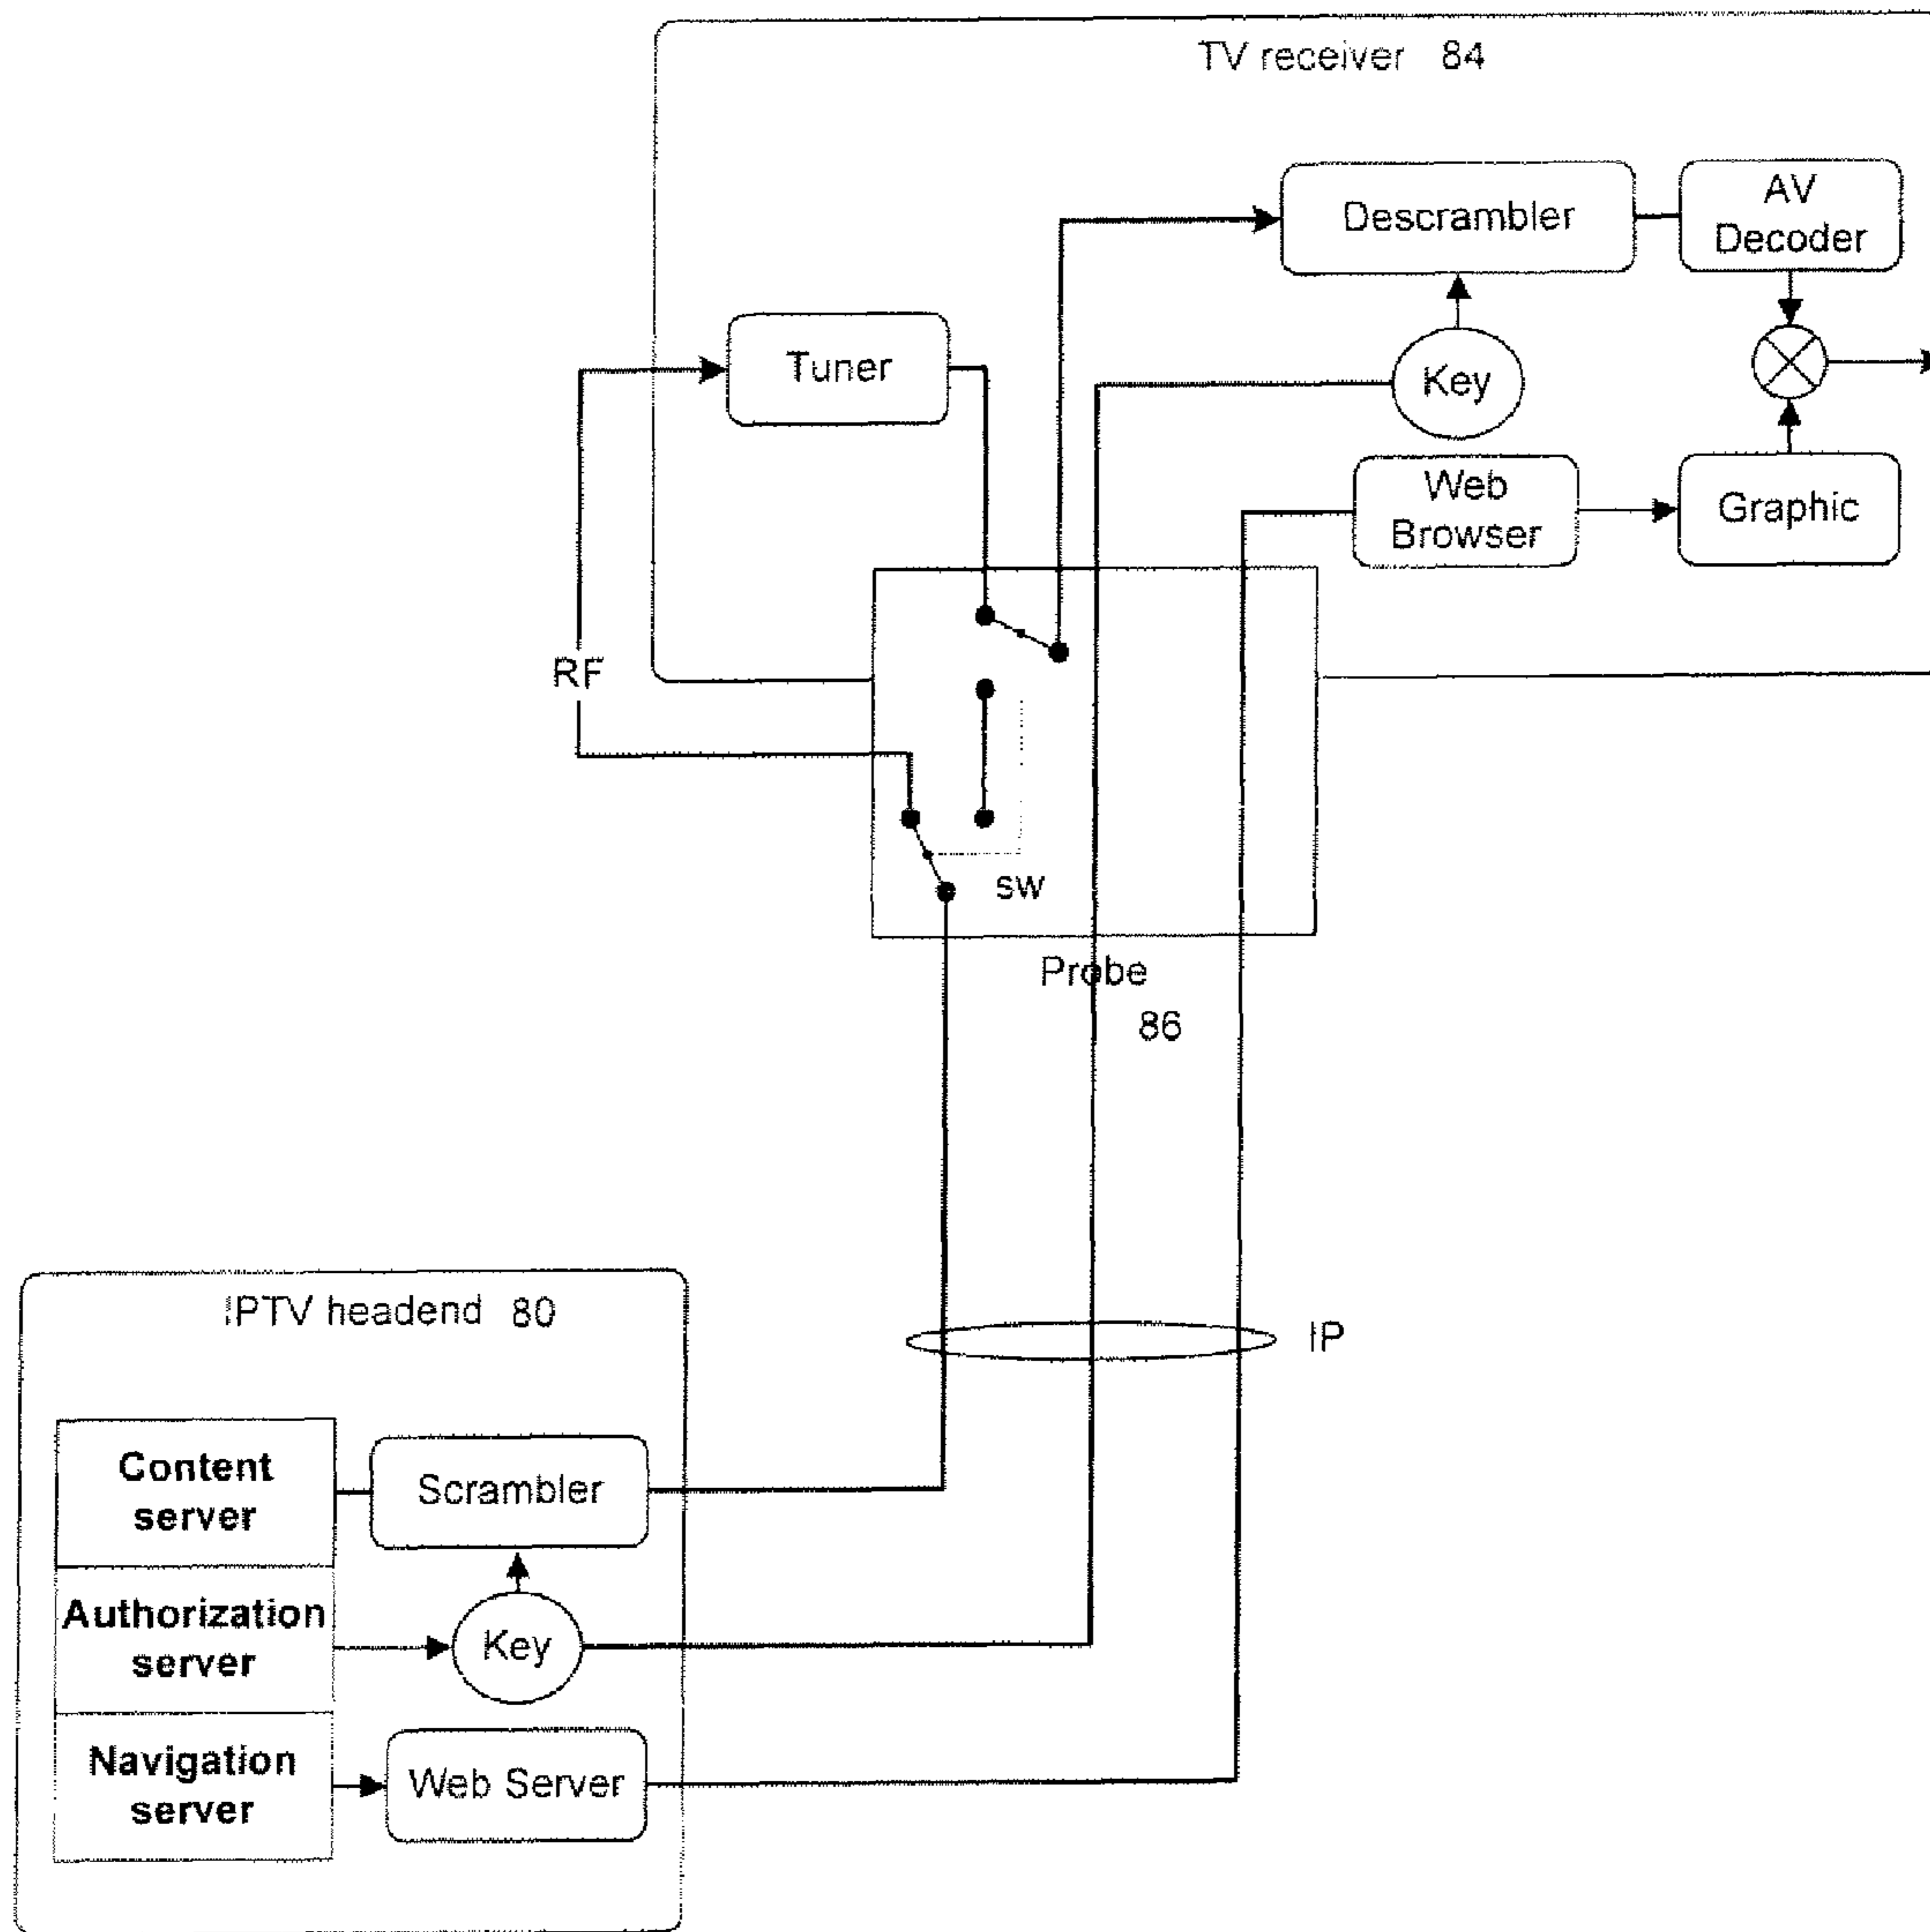 TV receiver 84
Descrambler
AV
Decoder
Tuner
Key
Web
Browser
Graphic
RF
sw
Probe
86
IPTV headend 80
IP
Content
server
Scrambler
Authorization
server
Key
Navigation
server
Web Server